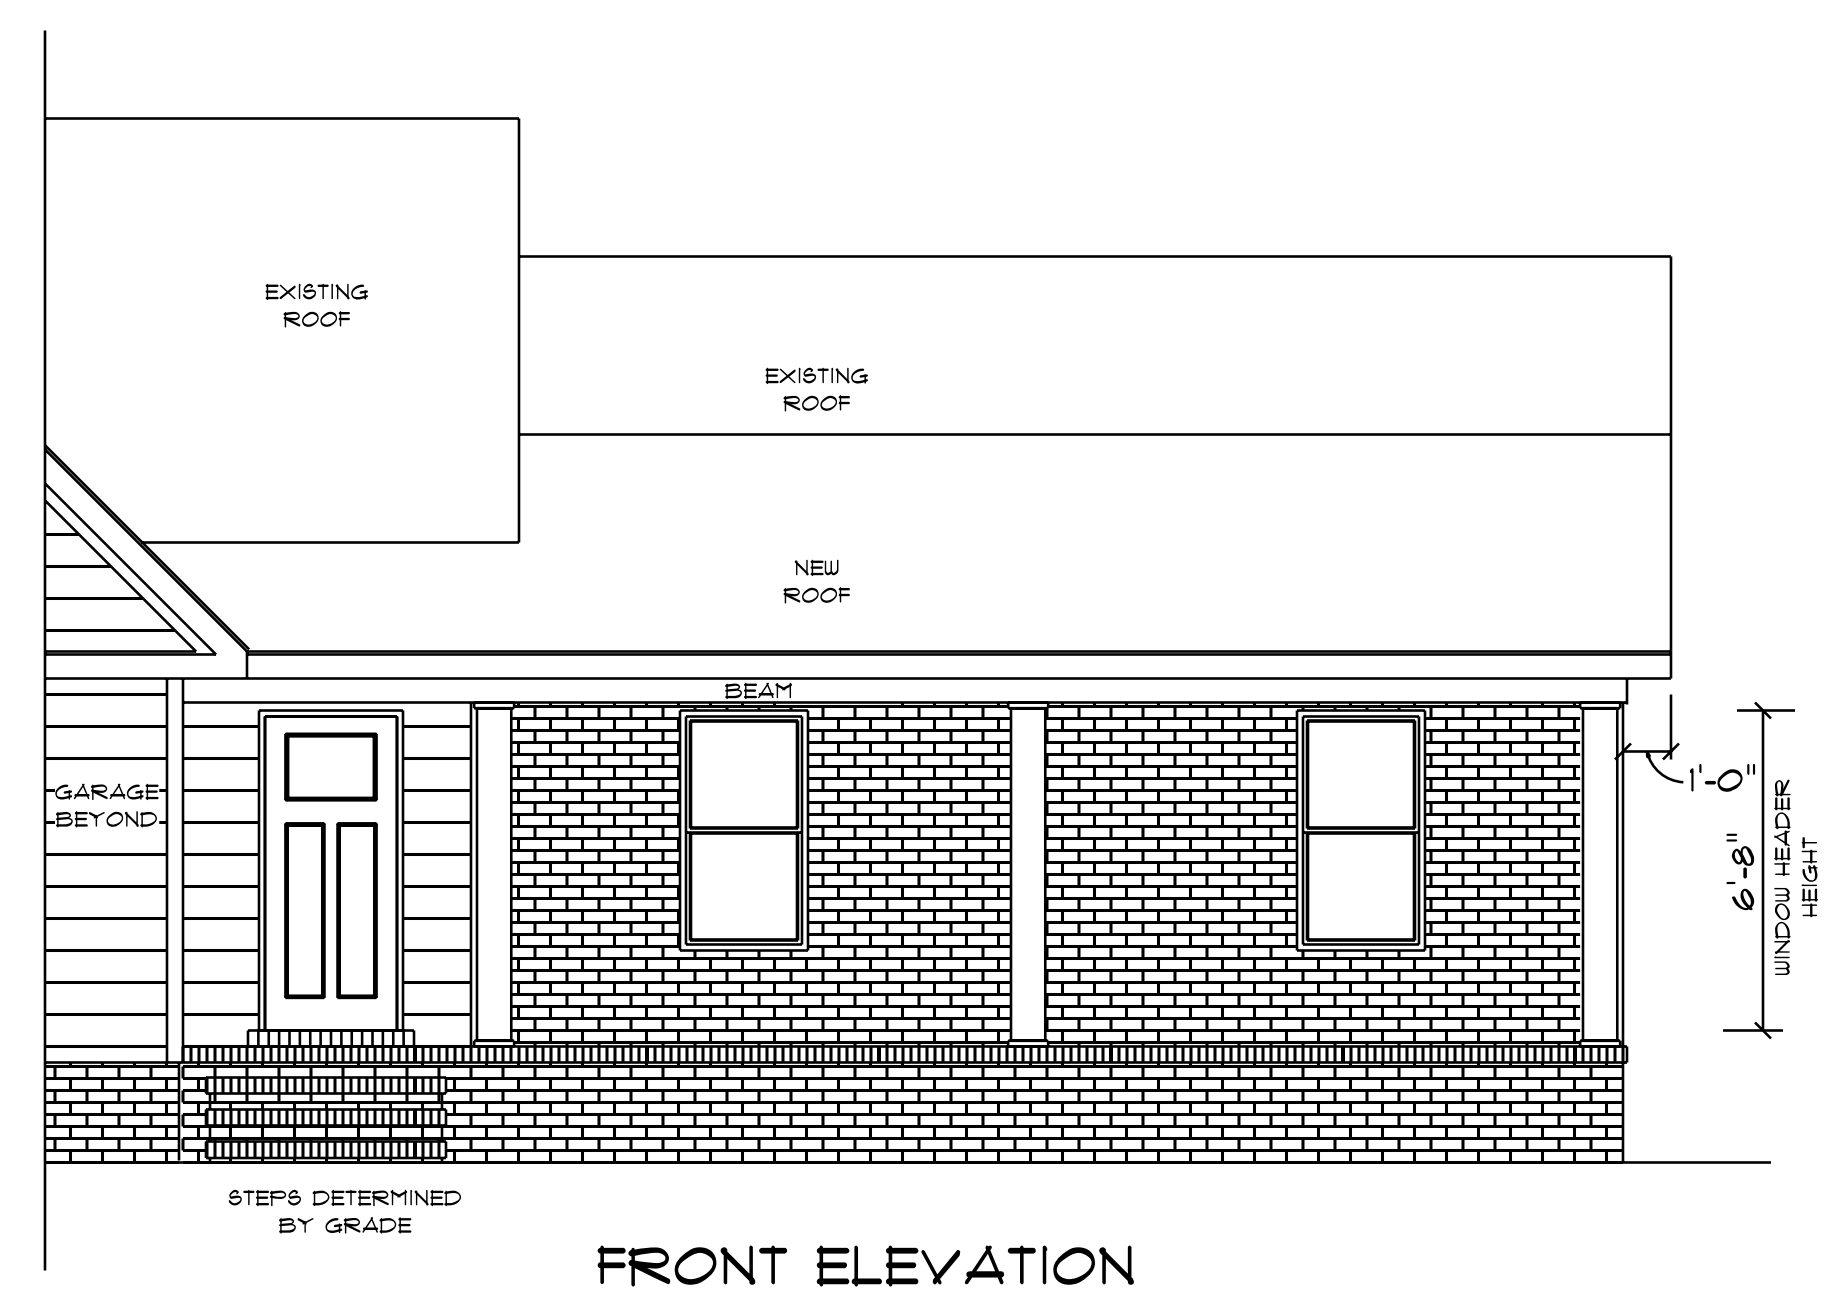 EXISTING
ROOF
EXISTING
ROOF
NEW
ROOF
BEAM
GARAGE
BEYOND
1'-0"
6'-8"
WINDOW HEADER
HEIGHT
STEPS DETERMINED
BY GRADE
FRONT ELEVATION